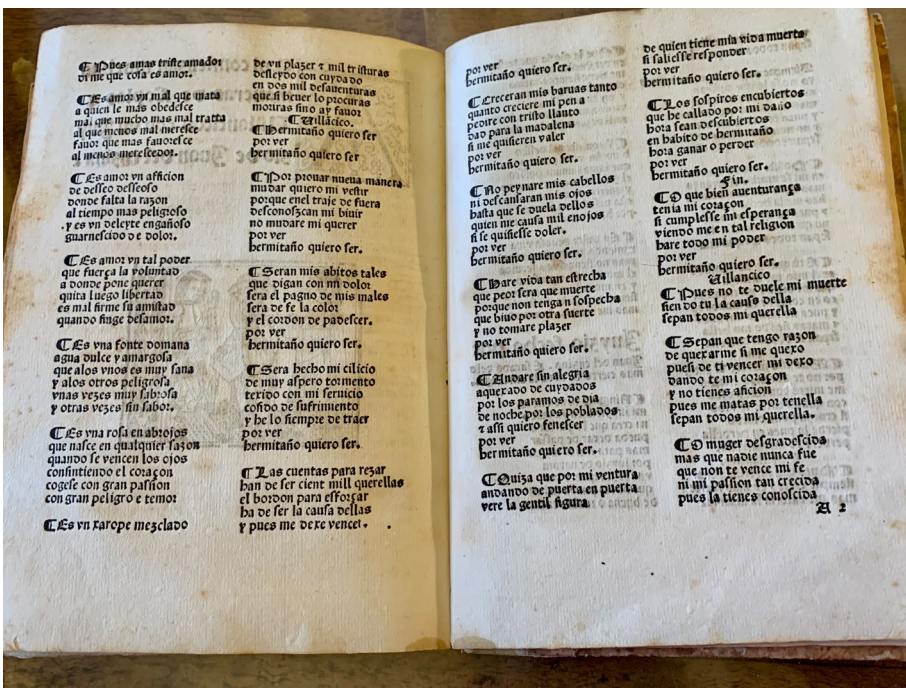 ¶ Pues amas triste amador
di me que cosa es amor.
¶ Es amor vn mal que mata
a quien le mas obedesce
mal que mucho mas mal tratta
al que menos mal meresce
fauor que mas fauoresce
al menos merescedor.
¶ Es amor vn afficion
de desseo desseoso
donde falta la razon
al tiempo mas peligroso
y es vn deleyte engañoso
guarnescido de dolor.
¶ Es amor vn tal poder
que fuerça la voluntad
a donde pone querer
quita luego libertad
es mal firme su amistad
quando finge desamor.
¶ Es vna fonte domana
agua dulce y amargosa
que alos vnos es muy sana
y alos otros peligrosa
vnas vezes muy sabrosa
y otras vezes sin sabor.
¶ Es vna rosa en abrojos
que nasce en qualquier sazon
quando se vencen los ojos
consintiendo el coraçon
cogese con gran passion
con gran peligro e temor
¶ Es vn xarope mezclado
de vn plazer ⁊ mil tristuras
desleydo con cuydado
en dos mil desauenturas
que si beuer lo procuras
morras sino ay fauor
¶ Uillācico.
¶ Hermitaño quiero ser
por ver
hermitaño quiero ser
¶ Por prouar nueua manera
mudar quiero mi vestir
porque enel traje de fuera
desconozcan mi biuir
no mudare mi querer
por ver
hermitaño quiero ser.
¶ Seran mis abitos tales
que digan con mi dolor
sera el pagno de mis males
sera de fe la color
y el cordon de padescer.
por ver
hermitaño quiero ser.
¶ Sera hecho mi cilicio
de muy aspero tormento
texido con mi seruicio
cosido de sufrimiento
y he lo siempre de traer
por ver
hermitaño quiero ser.
¶ Las cuentas para rezar
han de ser cient mill querellas
el bordon para esforçar
ha de ser la causa dellas
y pues me dexe vencer.
por ver
hermitaño quiero ser.
¶ Creceran mis baruas tanto
quanto creciere mi pena
pedire con tristo llanto
dad para la madalena
si me quisieren valer
por ver
hermitaño quiero ser.
¶ No peynare mis cabellos
ni descansaran mis ojos
hasta que se duela dellos
quien me causa mil enojos
si se quisiesse doler.
por ver
hermitaño quiero ser.
¶ Hare vida tan estrecha
que peor sera que muerte
porque non tengan sospecha
que biuo por otra suerte
y no tomare plazer
por ver
hermitaño quiero ser.
¶ Andare sin alegria
aquexado de cuydados
por los paramos de dia
de noche por los poblados
⁊ assi quiero fenescer
por ver
hermitaño quiero ser.
¶ Quiza que por mi ventura
andando de puerta en puerta
vere la gentil figura
de quien tiene mia vida muerta
si saliesse responder
por ver
hermitaño quiero ser.
¶ Los sospiros encubiertos
que he callado por mi daño
hora sean descubiertos
en habito de hermitaño
hora ganar o perder
por ver
hermitaño quiero ser.
Fin.
¶ O que bien auenturança
tenia mi coraçon
si cumplesse mi esperança
viendo me en tal religion
hare todo mi poder
por ver
hermitaño quiero ser.
Uillancico
¶ Pues no te duele mi muerte
siendo tu la causa della
sepan todos mi querella
¶ Sepan que tengo razon
de quexarme si me quexo
pues de ti vencer mi dexo
dando te mi coraçon
y no tienes aficion
pues me matas por tenella
sepan todos mi querella.
¶ O muger desgradescida
mas que nadie nunca fue
que non te vence mi fe
ni mi passion tan crecida
pues la tienes conoscida
A 2